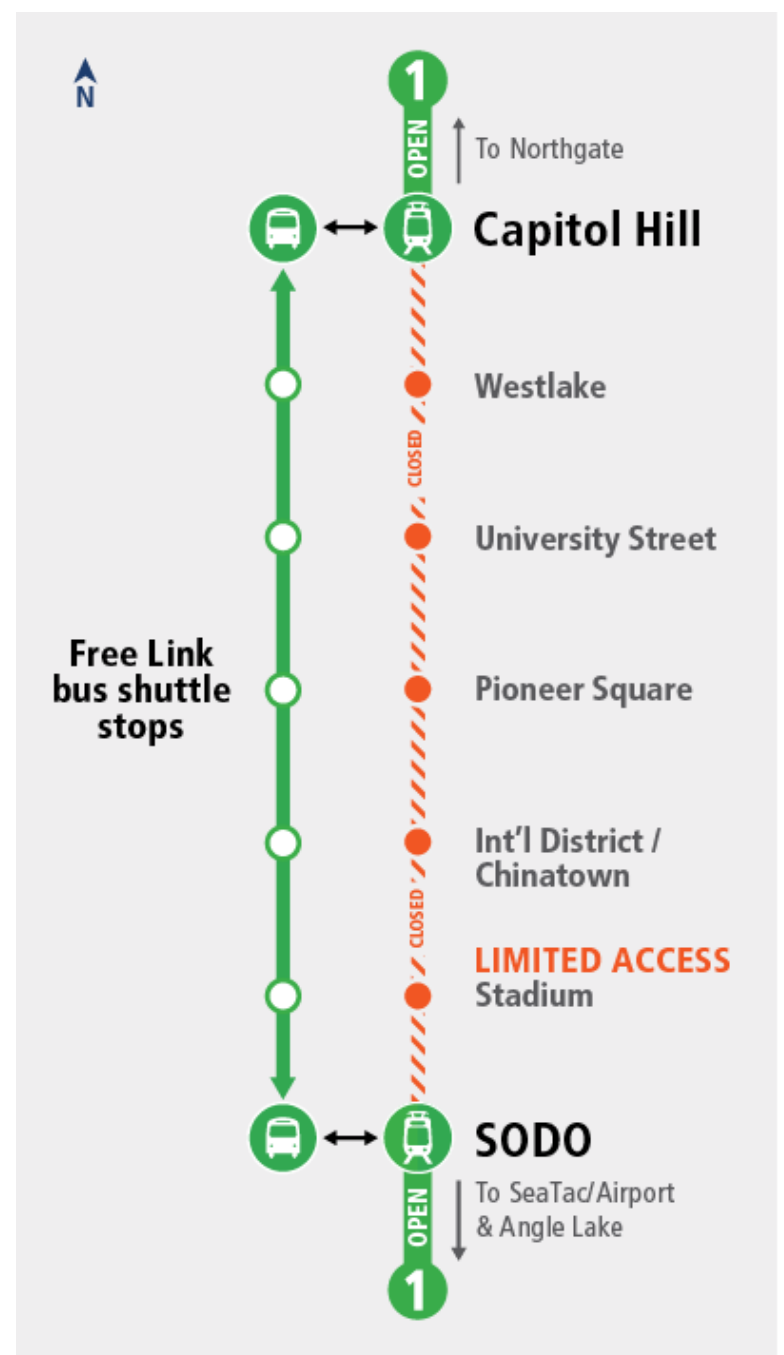 1
N
OPEN
To Northgate
Capitol Hill
Westlake
CLOSED
University Street
Free Link
bus shuttle
stops
Pioneer Square
Int'l District /
Chinatown
CLOSED
LIMITED ACCESS
Stadium
SODO
To SeaTac/Airport
& Angle Lake
OPEN
1